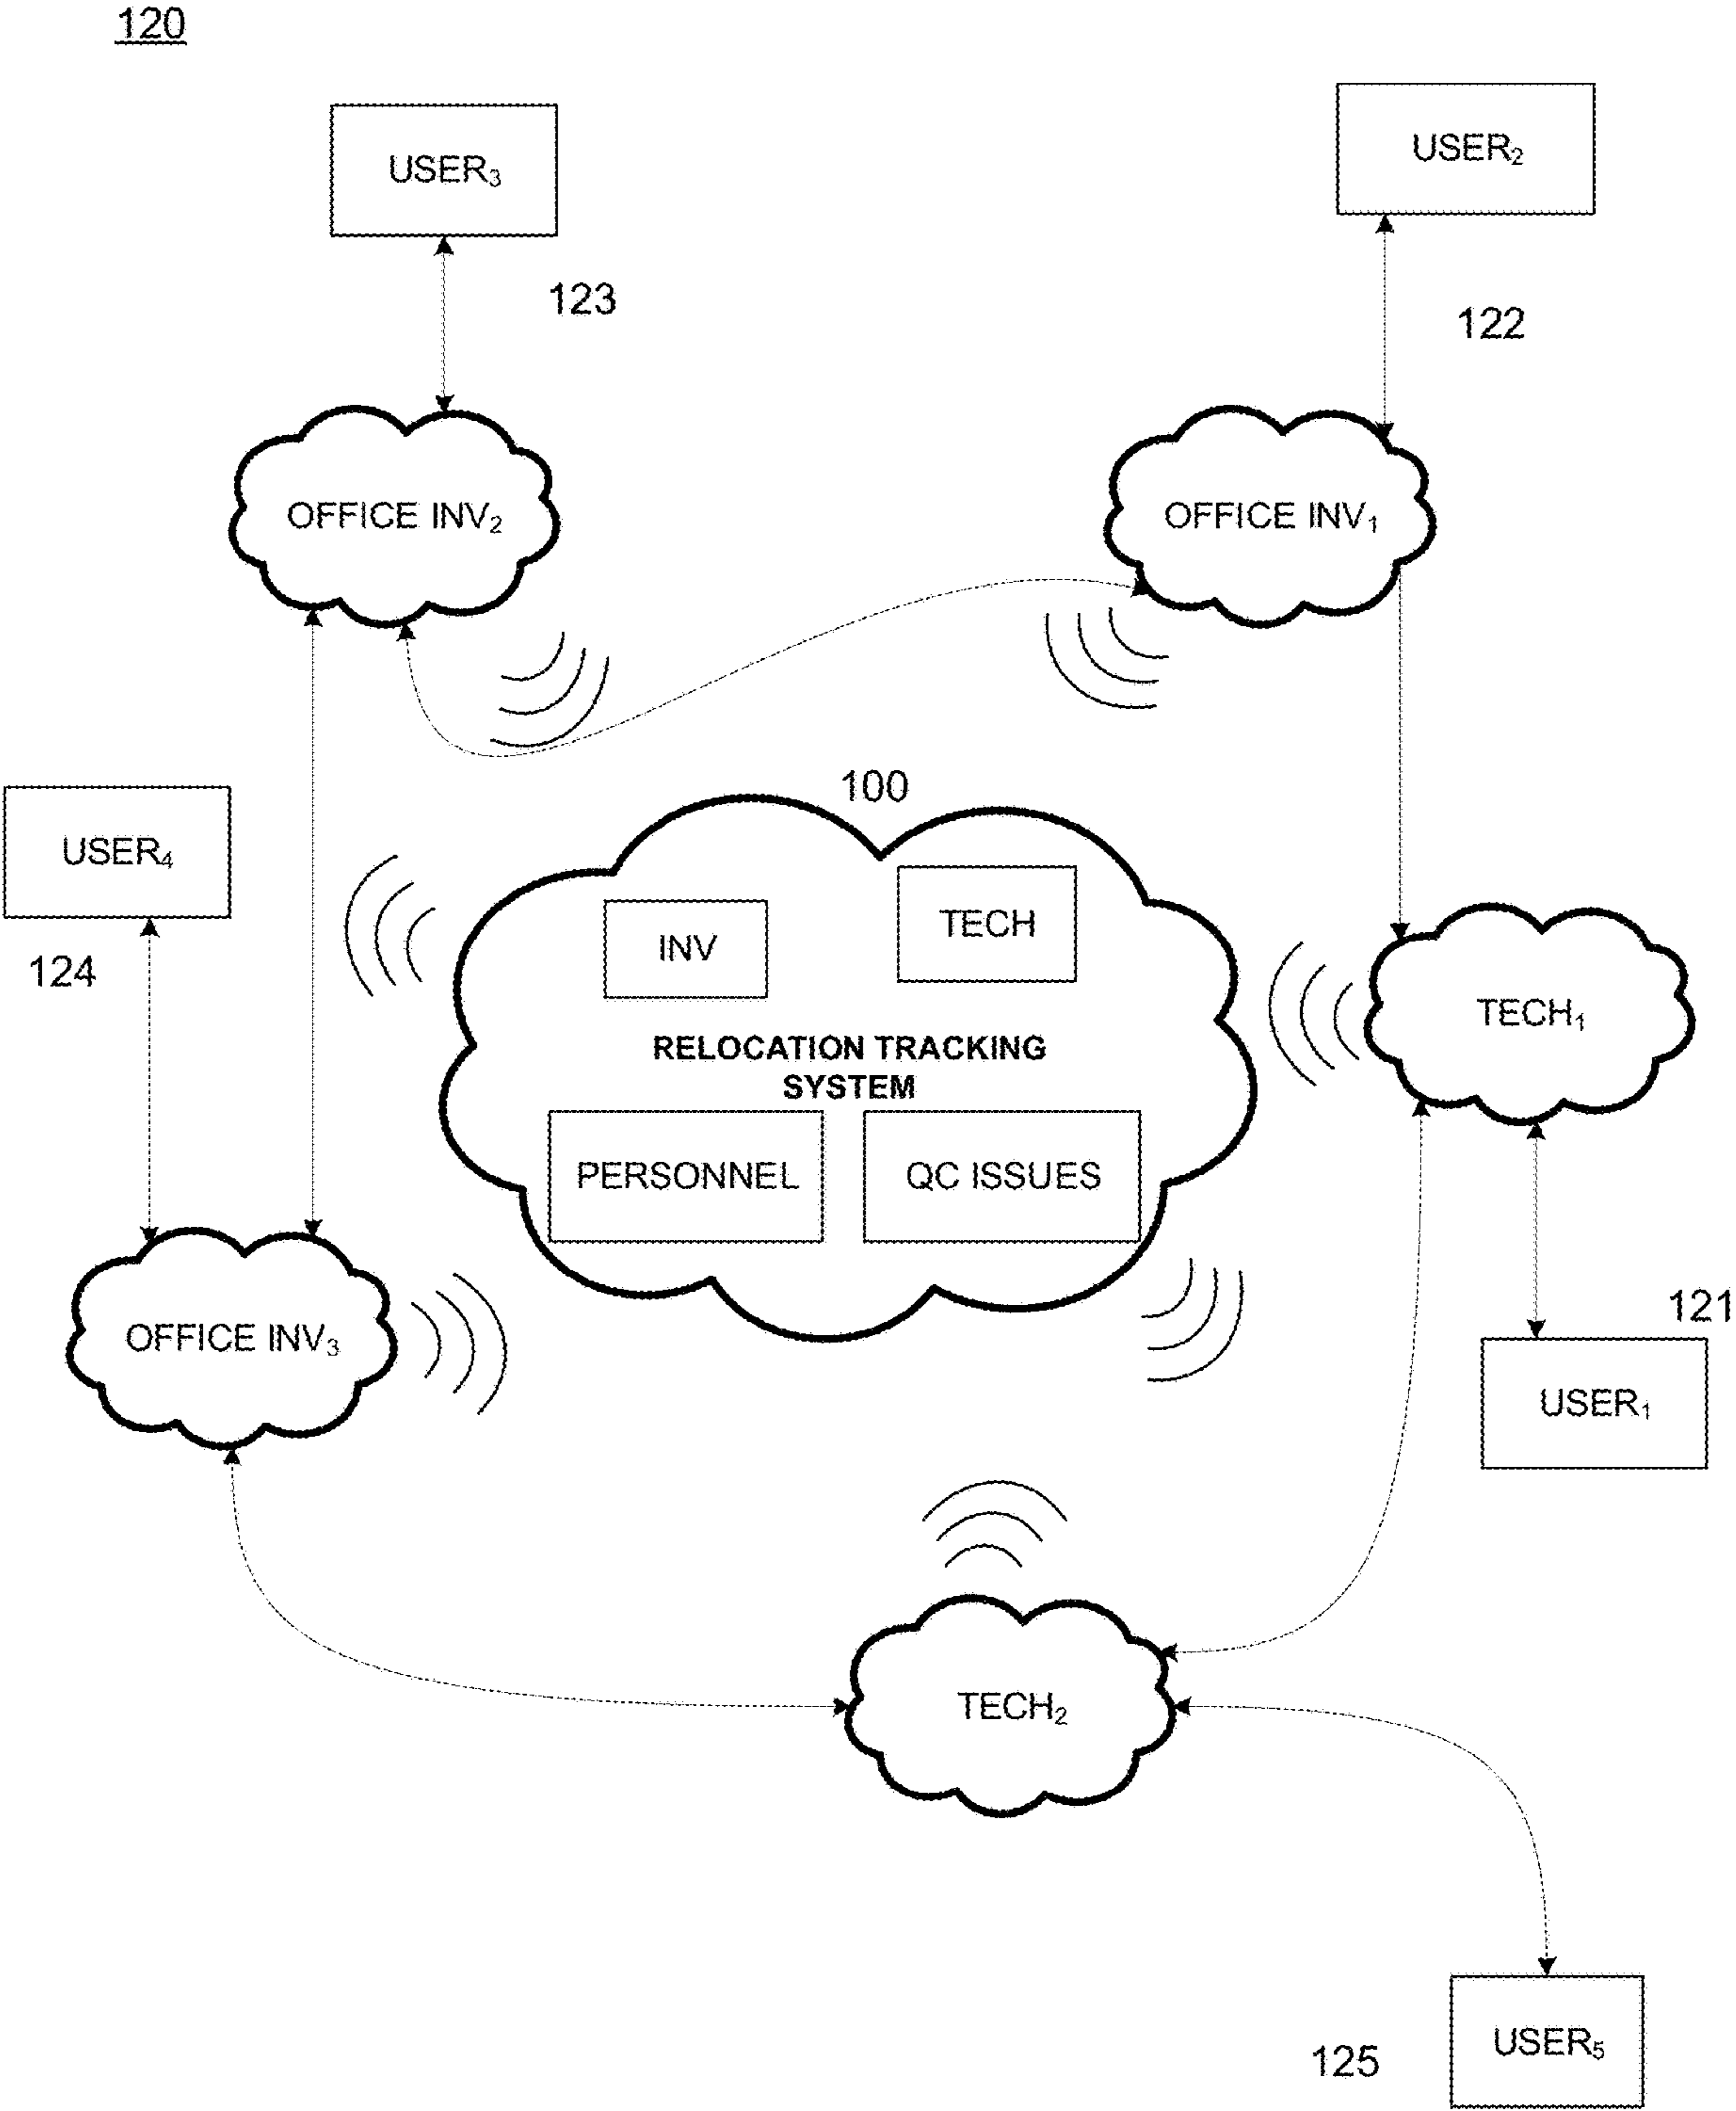 120
USER₃
USER₂
123
122
OFFICE INV₂
OFFICE INV₁
100
USER₄
124
INV
TECH
RELOCATION TRACKING
SYSTEM
PERSONNEL
QC ISSUES
TECH₁
121
USER₁
OFFICE INV₃
TECH₂
125
USER₅